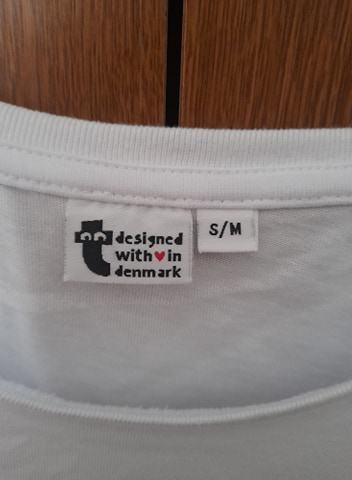 t
designed
with♥in
denmark
S/M